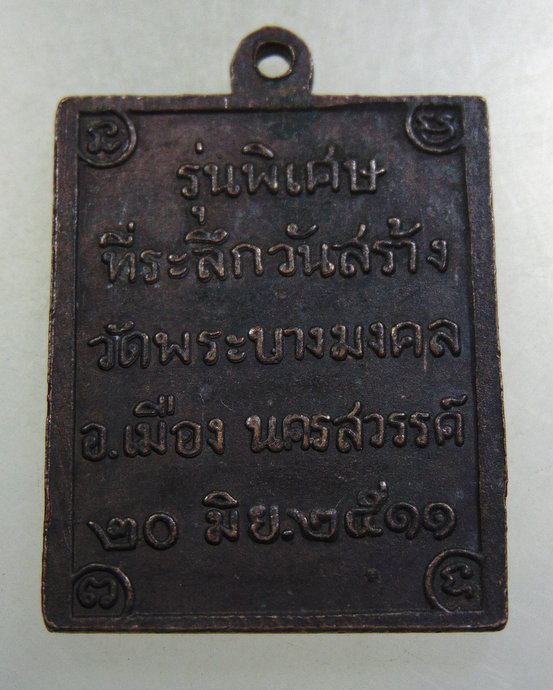 รุ่นพิเศษ
ที่ระลึกวันสร้าง
วัดพระบางมงคล
อ.เมือง นครสวรรค์
๒๐ มิย.๒๕๑๑